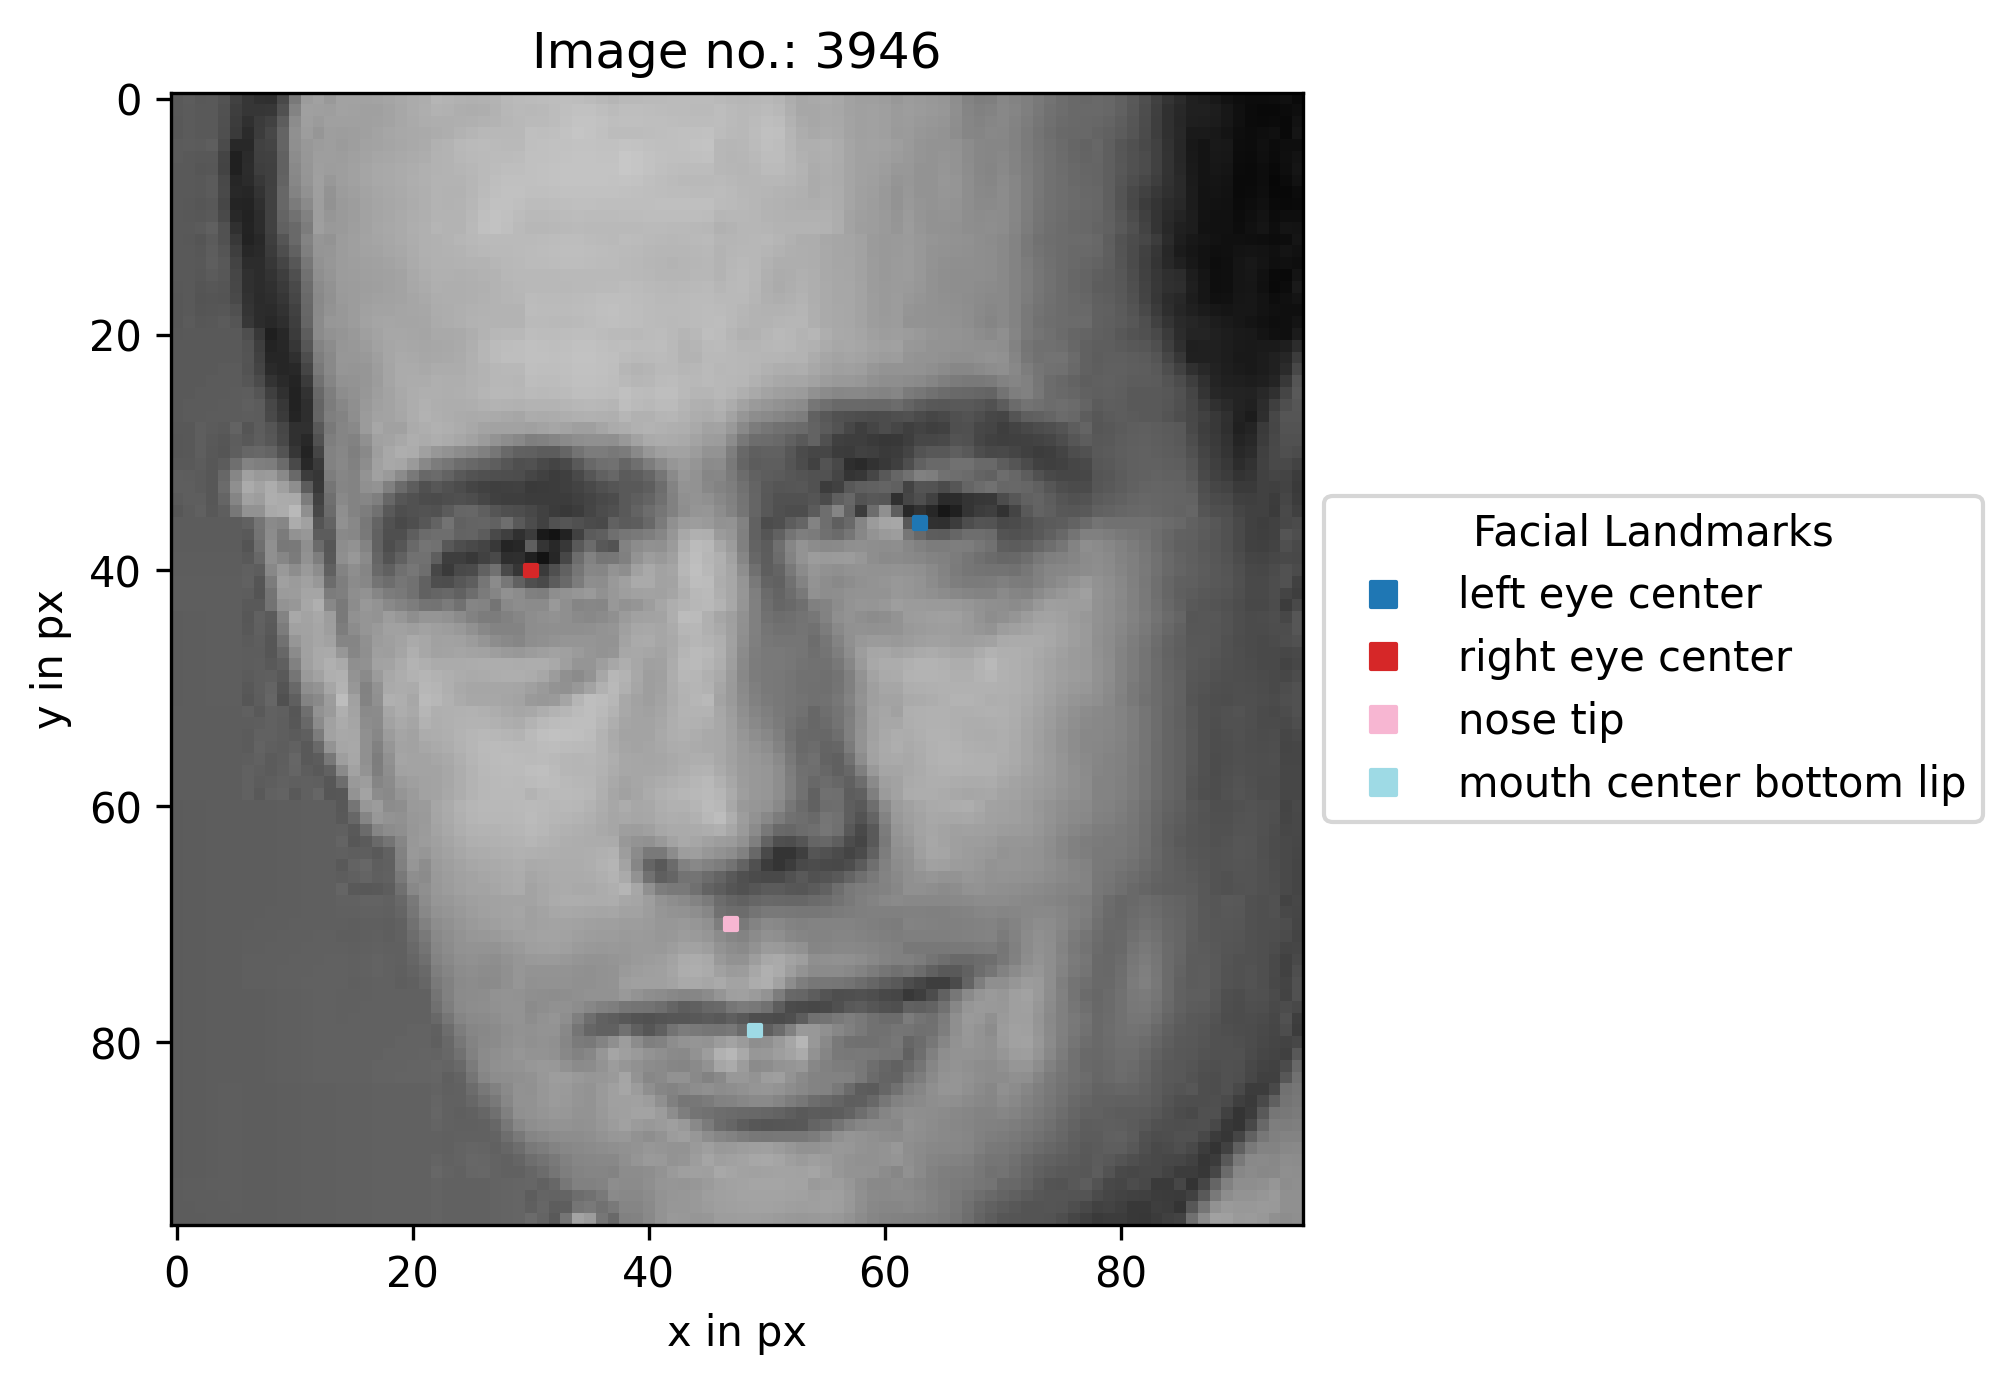 Image no.: 3946
0
20
40
60
80
y in px
0 20 40 60 80
x in px
Facial Landmarks
left eye center
right eye center
nose tip
mouth center bottom lip